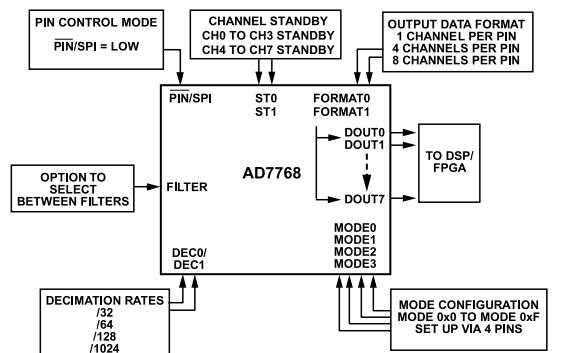 PIN CONTROL MODE
PIN/SPI = LOW
CHANNEL STANDBY
CH0 TO CH3 STANDBY
CH4 TO CH7 STANDBY
OUTPUT DATA FORMAT
1 CHANNEL PER PIN
4 CHANNELS PER PIN
8 CHANNELS PER PIN
PIN/SPI
ST0
ST1
FORMAT0
FORMAT1
DOUT0
DOUT1
DOUT7
TO DSP/
FPGA
AD7768
OPTION TO
SELECT
BETWEEN FILTERS
FILTER
MODE0
MODE1
MODE2
MODE3
DEC0/
DEC1
DECIMATION RATES
/32
/64
/128
/1024
MODE CONFIGURATION
MODE 0x0 TO MODE 0xF
SET UP VIA 4 PINS